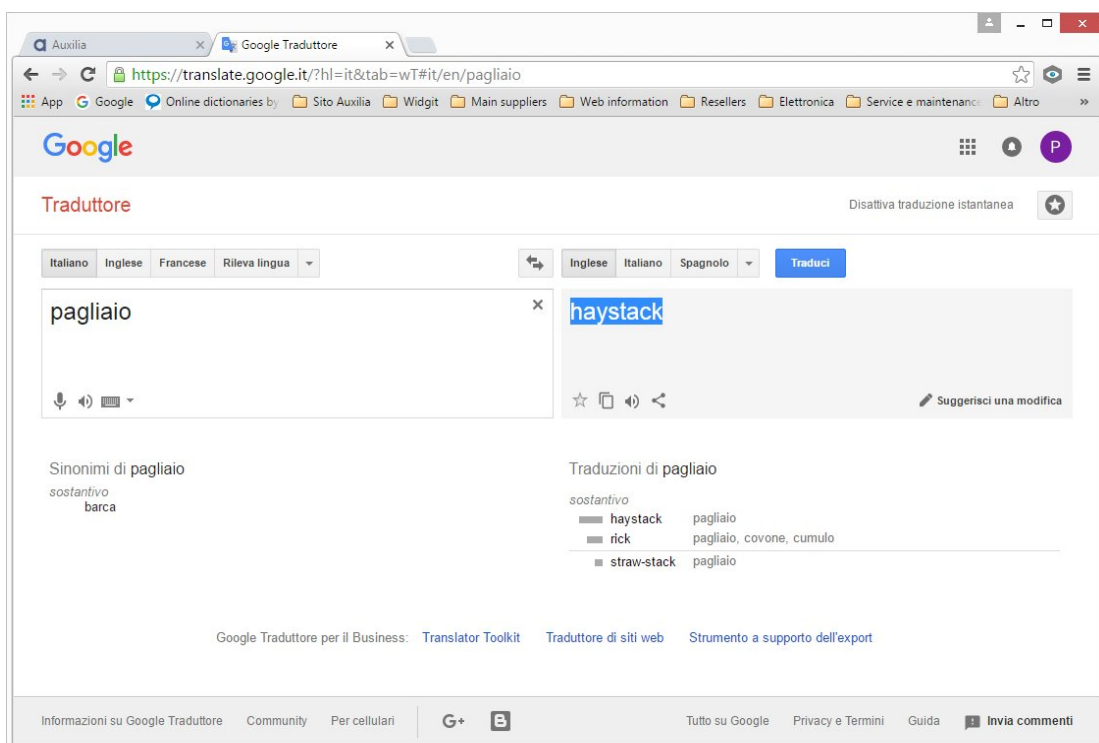 Auxilia
Google Traduttore
https://translate.google.it/?hl=it&tab=wT#it/en/pagliaio
App Google Online dictionaries by Sito Auxilia Widgit Main suppliers Web information Resellers Elettronica Service e maintenance Altro »
Google P
Traduttore Disattiva traduzione istantanea
Italiano Inglese Francese Rileva lingua Inglese Italiano Spagnolo Traduci
pagliaio
haystack
Suggerisci una modifica
Sinonimi di pagliaio
sostantivo
barca
Traduzioni di pagliaio
sostantivo
haystack pagliaio
rick pagliaio, covone, cumulo
straw-stack pagliaio
Google Traduttore per il Business: Translator Toolkit Traduttore di siti web Strumento a supporto dell'export
Informazioni su Google Traduttore Community Per cellulari G+ B Tutto su Google Privacy e Termini Guida Invia commenti